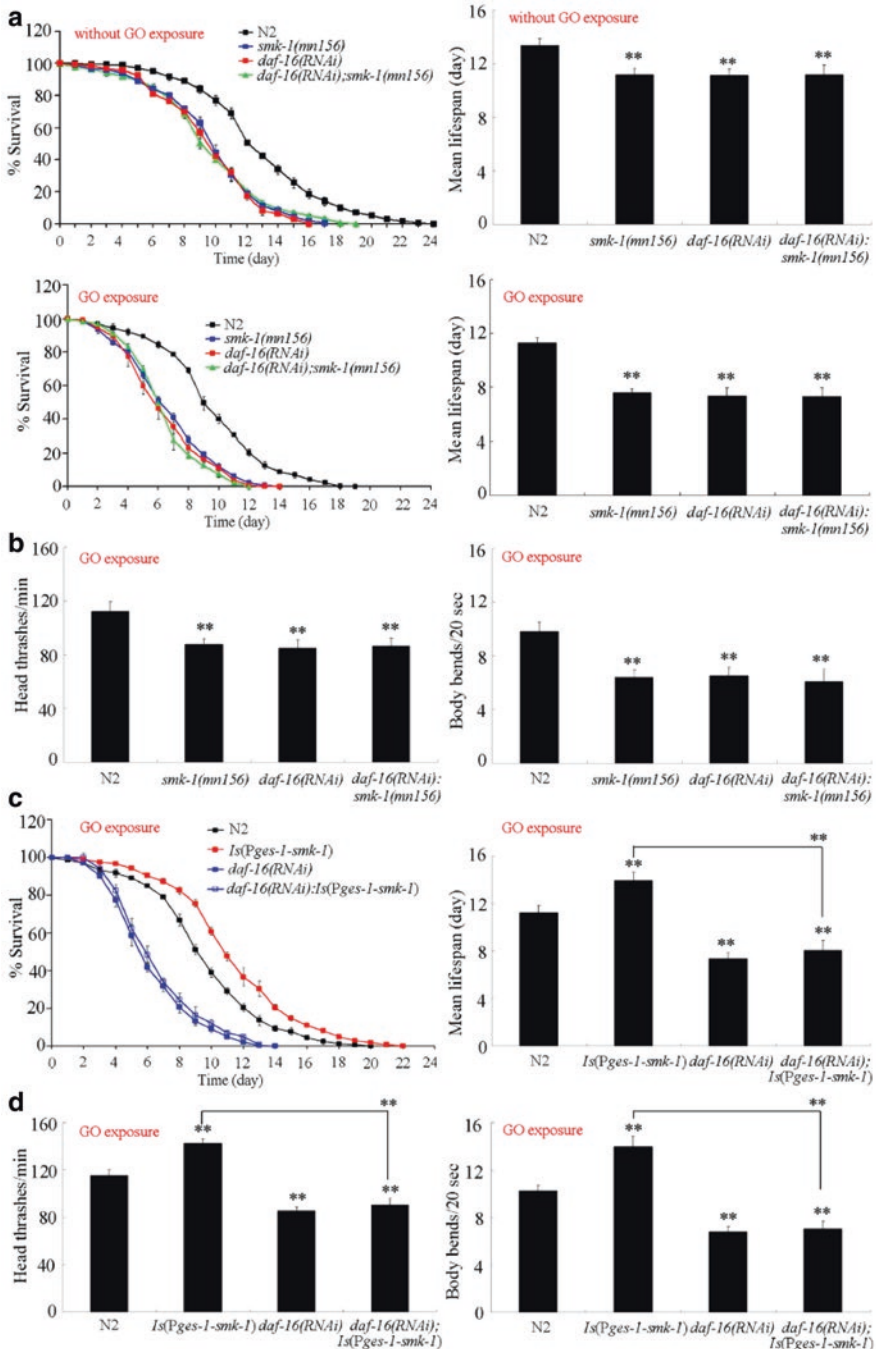 a
without GO exposure
N2
smk-1(mn156)
daf-16(RNAi)
daf-16(RNAi);smk-1(mn156)
% Survival
120
100
80
60
40
20
0
0 2 4 6 8 10 12 14 16 18 20 22 24
Time (day)
Mean lifespan (day)
16
12
8
4
0
** ** **
N2 smk-1(mn156) daf-16(RNAi) daf-16(RNAi);
smk-1(mn156)
GO exposure
N2
smk-1(mn156)
daf-16(RNAi)
daf-16(RNAi);smk-1(mn156)
% Survival
120
100
80
60
40
20
0
0 2 4 6 8 10 12 14 16 18 20 22 24
Time (day)
GO exposure
Mean lifespan (day)
16
12
8
4
0
** ** **
N2 smk-1(mn156) daf-16(RNAi) daf-16(RNAi);
smk-1(mn156)
b
GO exposure
Head thrashes/min
160
120
80
40
0
** ** **
N2 smk-1(mn156) daf-16(RNAi) daf-16(RNAi);
smk-1(mn156)
GO exposure
Body bends/20 sec
16
12
8
4
0
** ** **
N2 smk-1(mn156) daf-16(RNAi) daf-16(RNAi);
smk-1(mn156)
c
GO exposure
N2
Is(Pges-1-smk-1)
daf-16(RNAi)
daf-16(RNAi);Is(Pges-1-smk-1)
% Survival
120
100
80
60
40
20
0
0 2 4 6 8 10 12 14 16 18 20 22 24
Time (day)
GO exposure
Mean lifespan (day)
16
12
8
4
0
**
** ** **
N2 Is(Pges-1-smk-1) daf-16(RNAi) daf-16(RNAi);
Is(Pges-1-smk-1)
d
GO exposure
Head thrashes/min
160
120
80
40
0
**
** ** **
N2 Is(Pges-1-smk-1) daf-16(RNAi) daf-16(RNAi);
Is(Pges-1-smk-1)
GO exposure
Body bends/20 sec
16
12
8
4
0
**
** ** **
N2 Is(Pges-1-smk-1) daf-16(RNAi) daf-16(RNAi);
Is(Pges-1-smk-1)